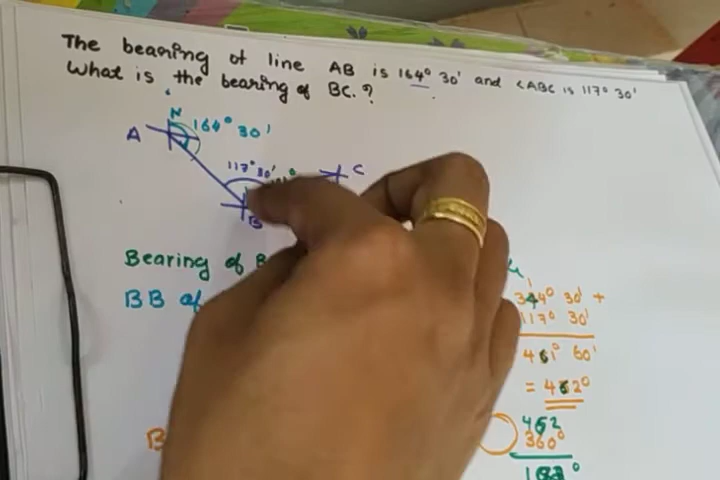 The bearing of line AB is 164° 30' and <ABC is 117° 30'
What is the bearing of BC.?
N
A
164° 30'
117° 30'
C
B
Bearing of B
BB of
344° 30' +
117° 30'
461° 60'
= 462°
462
360°